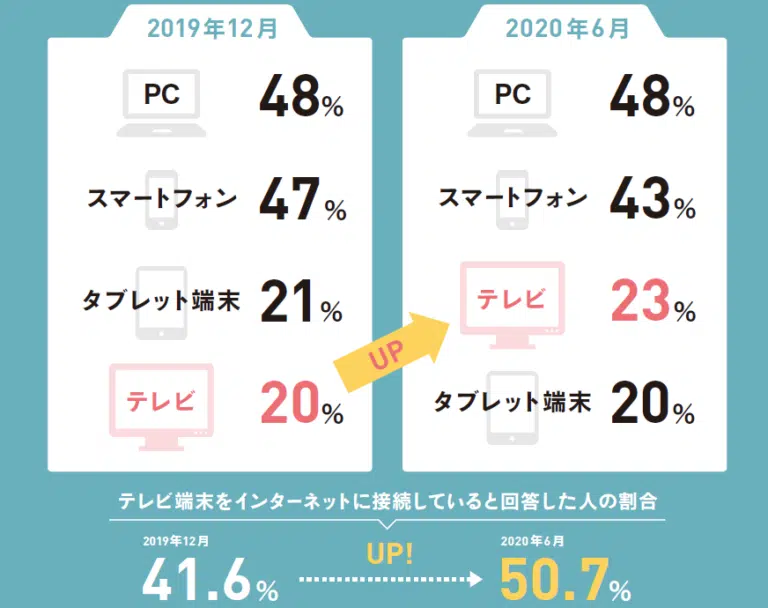 2019年12月
PC 48%
スマートフォン 47%
タブレット端末 21%
テレビ 20%
UP
2020年6月
PC 48%
スマートフォン 43%
テレビ 23%
タブレット端末 20%
テレビ端末をインターネットに接続していると回答した人の割合
2019年12月
41.6%
UP!
2020年6月
50.7%